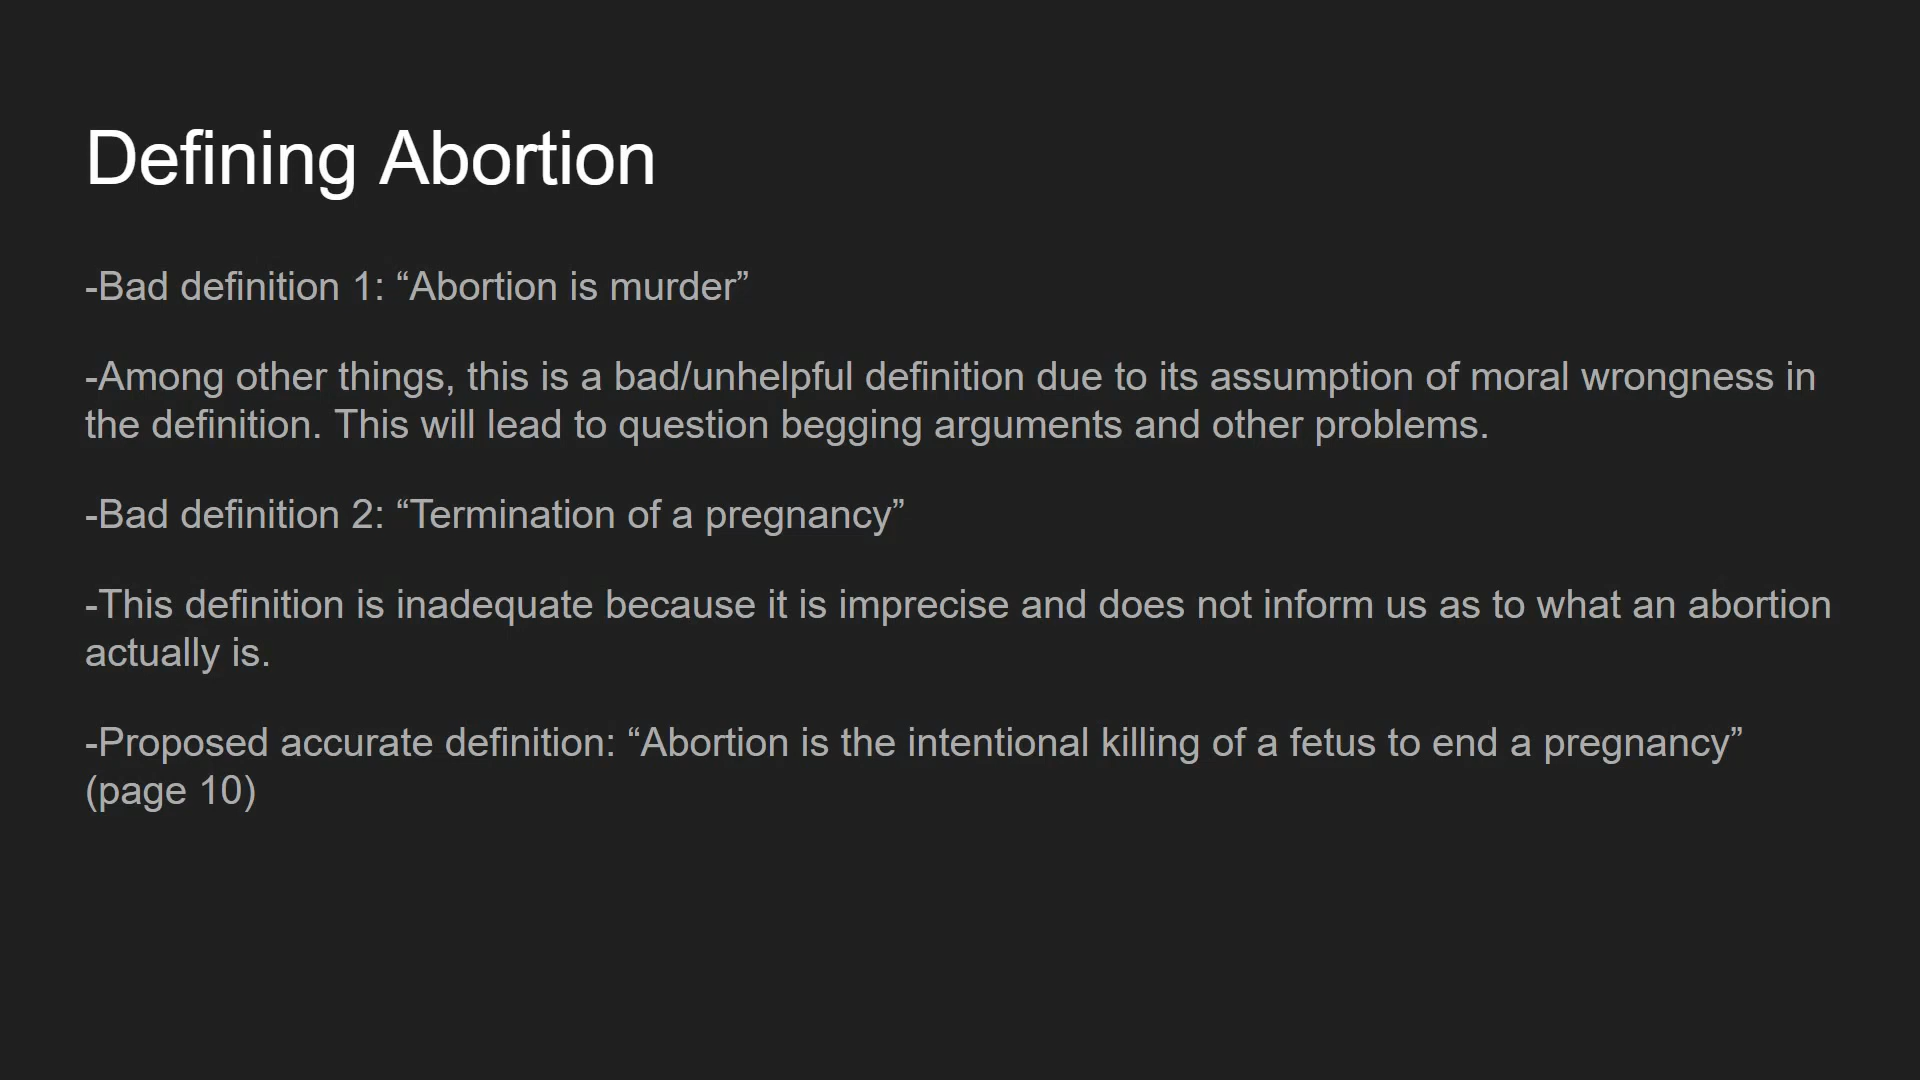 Defining Abortion
-Bad definition 1: “Abortion is murder”
-Among other things, this is a bad/unhelpful definition due to its assumption of moral wrongness in
the definition. This will lead to question begging arguments and other problems.
-Bad definition 2: “Termination of a pregnancy”
-This definition is inadequate because it is imprecise and does not inform us as to what an abortion
actually is.
-Proposed accurate definition: “Abortion is the intentional killing of a fetus to end a pregnancy”
(page 10)